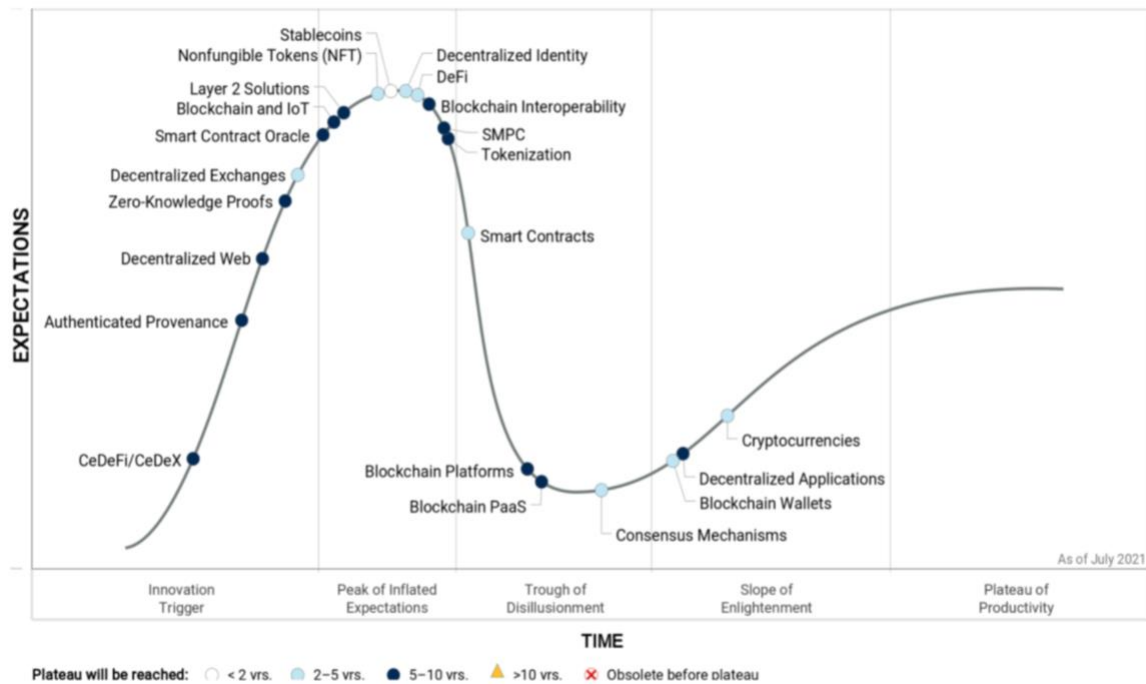 Stablecoins
Nonfungible Tokens (NFT)
Decentralized Identity
DeFi
Layer 2 Solutions
Blockchain and IoT
Blockchain Interoperability
Smart Contract Oracle
SMPC
Tokenization
Decentralized Exchanges
Zero-Knowledge Proofs
Smart Contracts
Decentralized Web
Authenticated Provenance
EXPECTATIONS
CeDeFi/CeDeX
Blockchain Platforms
Blockchain PaaS
Cryptocurrencies
Decentralized Applications
Blockchain Wallets
Consensus Mechanisms
As of July 2021
Innovation
Trigger
Peak of Inflated
Expectations
Trough of
Disillusionment
Slope of
Enlightenment
Plateau of
Productivity
TIME
Plateau will be reached: < 2 yrs. 2–5 yrs. 5–10 yrs. >10 yrs. Obsolete before plateau